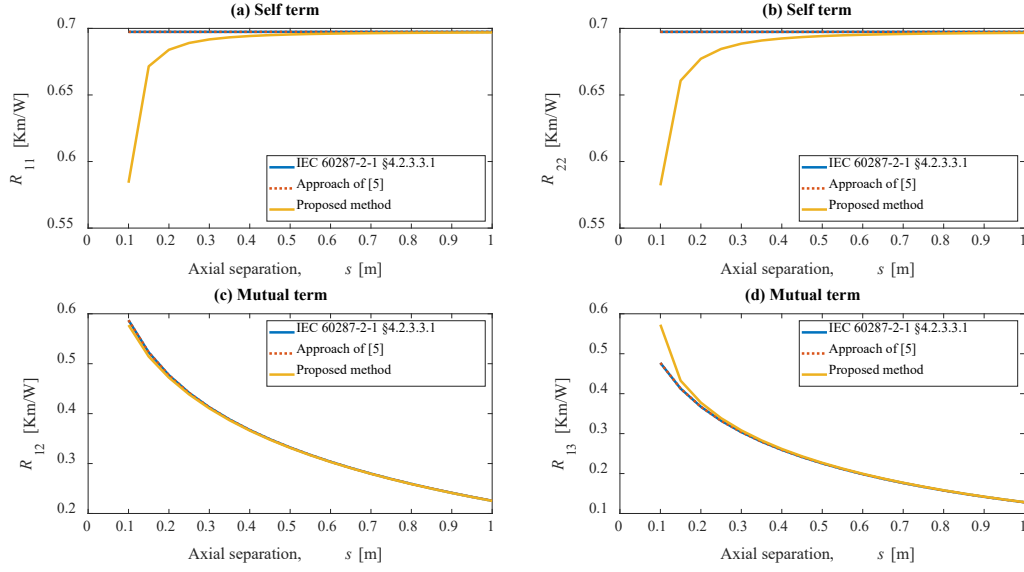 (a) Self term
0.7
0.65
0.6
0.55
R 11 [Km/W]
IEC 60287-2-1 §4.2.3.3.1
Approach of [5]
Proposed method
0 0.1 0.2 0.3 0.4 0.5 0.6 0.7 0.8 0.9 1
Axial separation, s [m]
(b) Self term
0.7
0.65
0.6
0.55
R 22 [Km/W]
IEC 60287-2-1 §4.2.3.3.1
Approach of [5]
Proposed method
0 0.1 0.2 0.3 0.4 0.5 0.6 0.7 0.8 0.9 1
Axial separation, s [m]
(c) Mutual term
0.6
0.5
0.4
0.3
0.2
R 12 [Km/W]
IEC 60287-2-1 §4.2.3.3.1
Approach of [5]
Proposed method
0 0.1 0.2 0.3 0.4 0.5 0.6 0.7 0.8 0.9 1
Axial separation, s [m]
(d) Mutual term
0.6
0.5
0.4
0.3
0.2
0.1
R 13 [Km/W]
IEC 60287-2-1 §4.2.3.3.1
Approach of [5]
Proposed method
0 0.1 0.2 0.3 0.4 0.5 0.6 0.7 0.8 0.9 1
Axial separation, s [m]